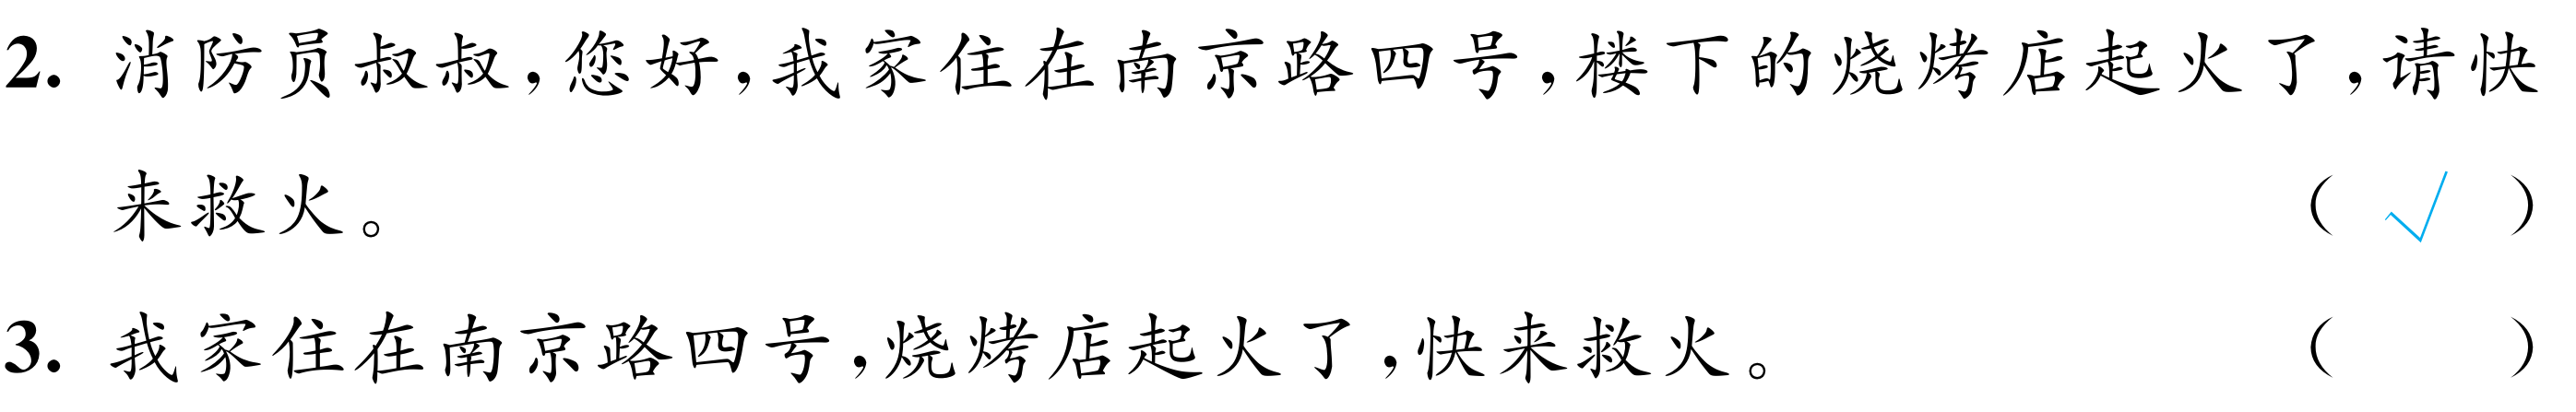 2. 消防员叔叔,您好,我家住在南京路四号,楼下的烧烤店起火了,请快
来救火。 ( √ )
3. 我家住在南京路四号,烧烤店起火了,快来救火。 ( )